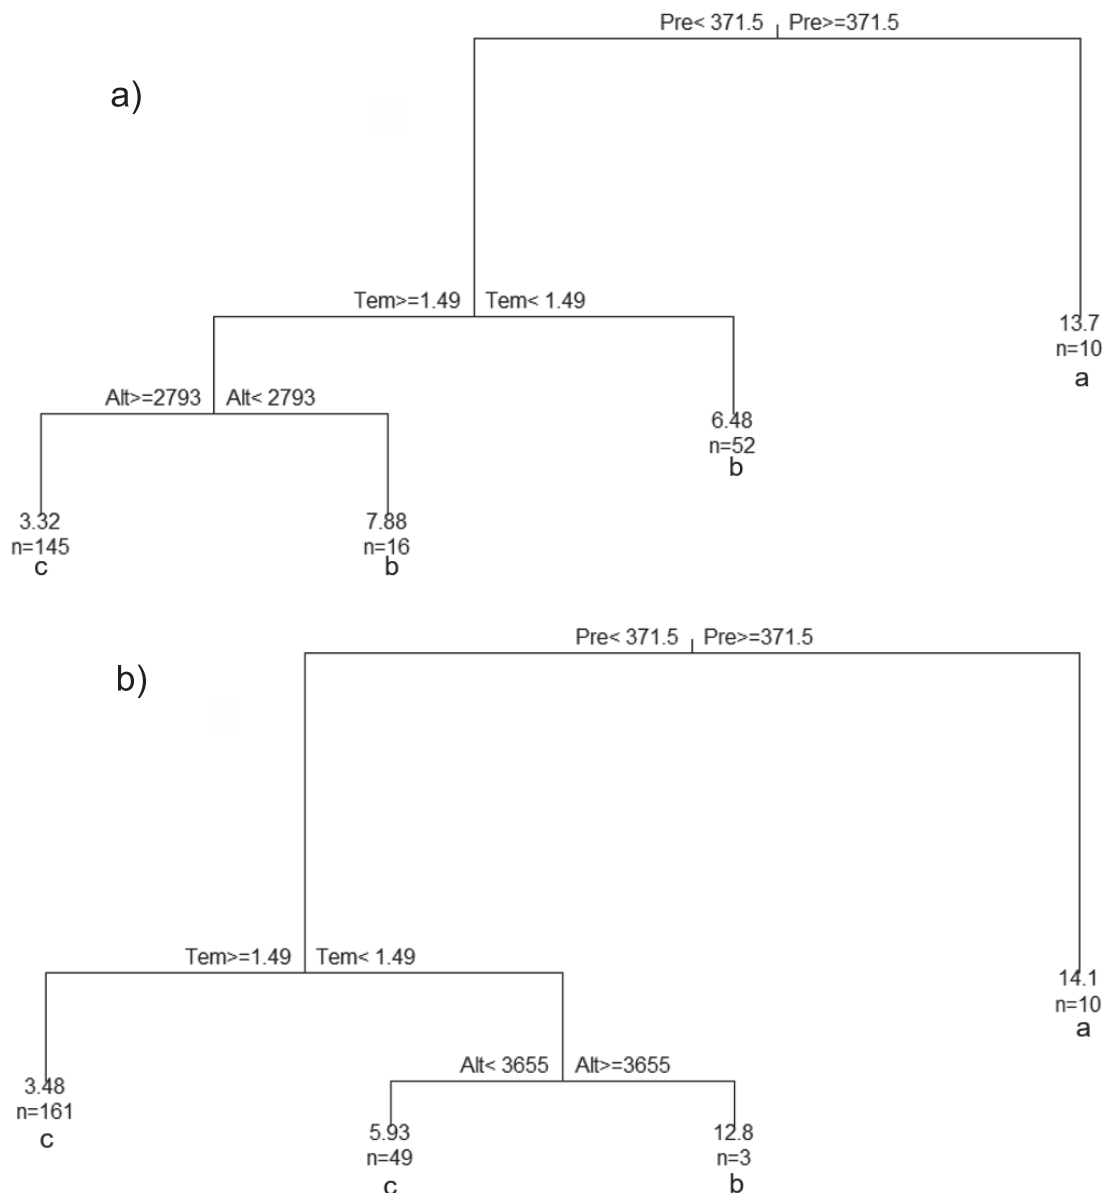 Pre< 371.5 Pre>=371.5
a)
Tem>=1.49 Tem< 1.49
13.7
n=10
a
Alt>=2793 Alt< 2793
6.48
n=52
b
3.32
n=145
c
7.88
n=16
b
Pre< 371.5 Pre>=371.5
b)
Tem>=1.49 Tem< 1.49
14.1
n=10
a
Alt< 3655 Alt>=3655
3.48
n=161
c
5.93
n=49
c
12.8
n=3
b